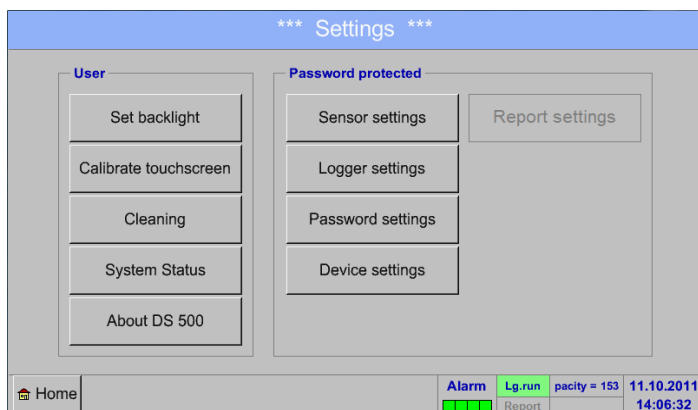 *** Settings ***
User
Set backlight
Calibrate touchscreen
Cleaning
System Status
About DS 500
Password protected
Sensor settings
Report settings
Logger settings
Password settings
Device settings
Home
Alarm
Lg.run
pacity = 153
11.10.2011
Report
14:06:32